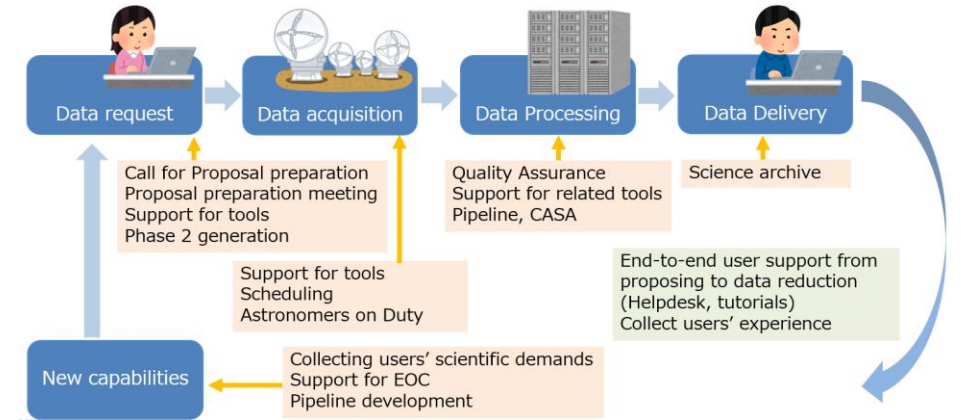 Data request
Data acquisition
Data Processing
Data Delivery
Call for Proposal preparation
Proposal preparation meeting
Support for tools
Phase 2 generation
Quality Assurance
Support for related tools
Pipeline, CASA
Science archive
Support for tools
Scheduling
Astronomers on Duty
End-to-end user support from
proposing to data reduction
(Helpdesk, tutorials)
Collect users’ experience
New capabilities
Collecting users’ scientific demands
Support for EOC
Pipeline development